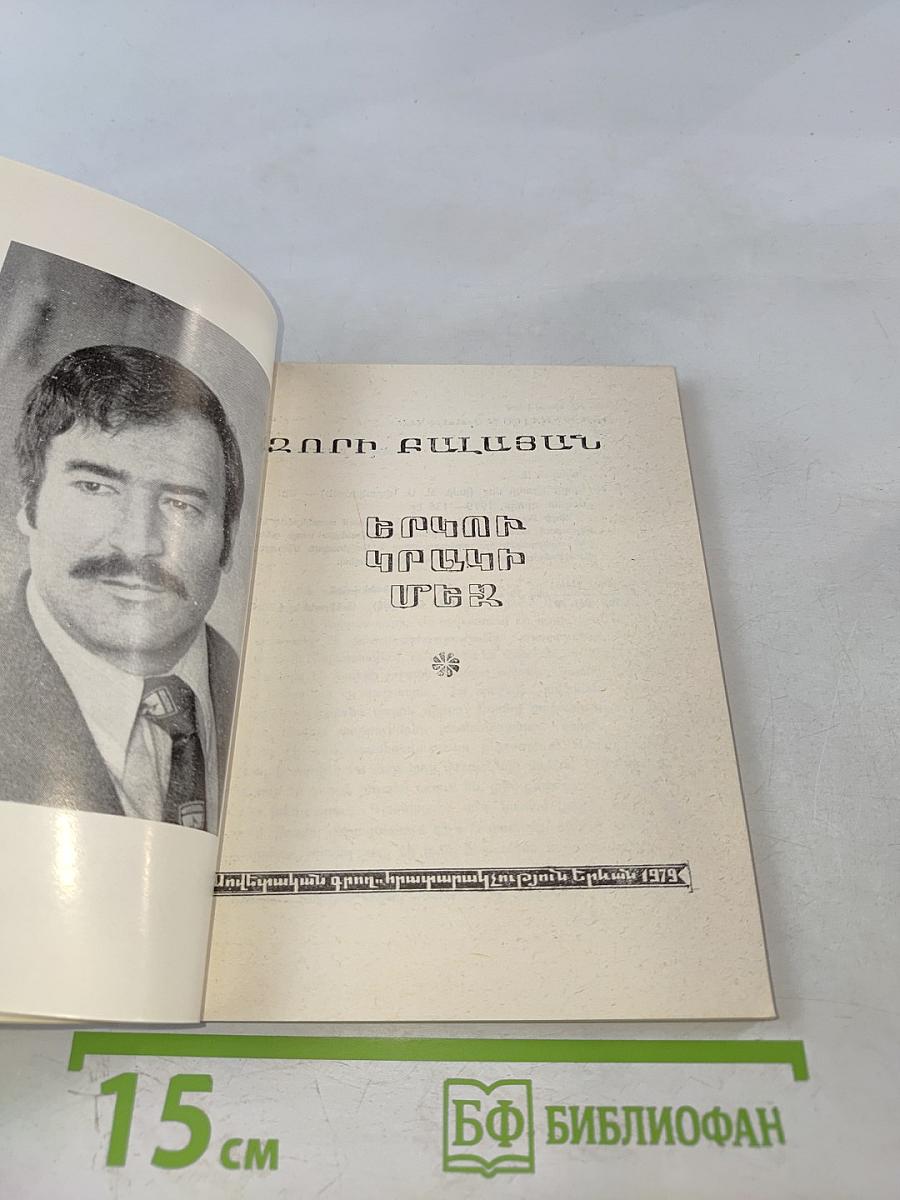 ԶՈՐԻ ԲԱԼԱՅԱՆ
ԵՐԿՈՒ
ԿՐԱԿԻ
ՄԵՋ
Սովետական գրող,, հրատարակչություն Երևան 1979
15 см
БФ БИБЛИОФАН